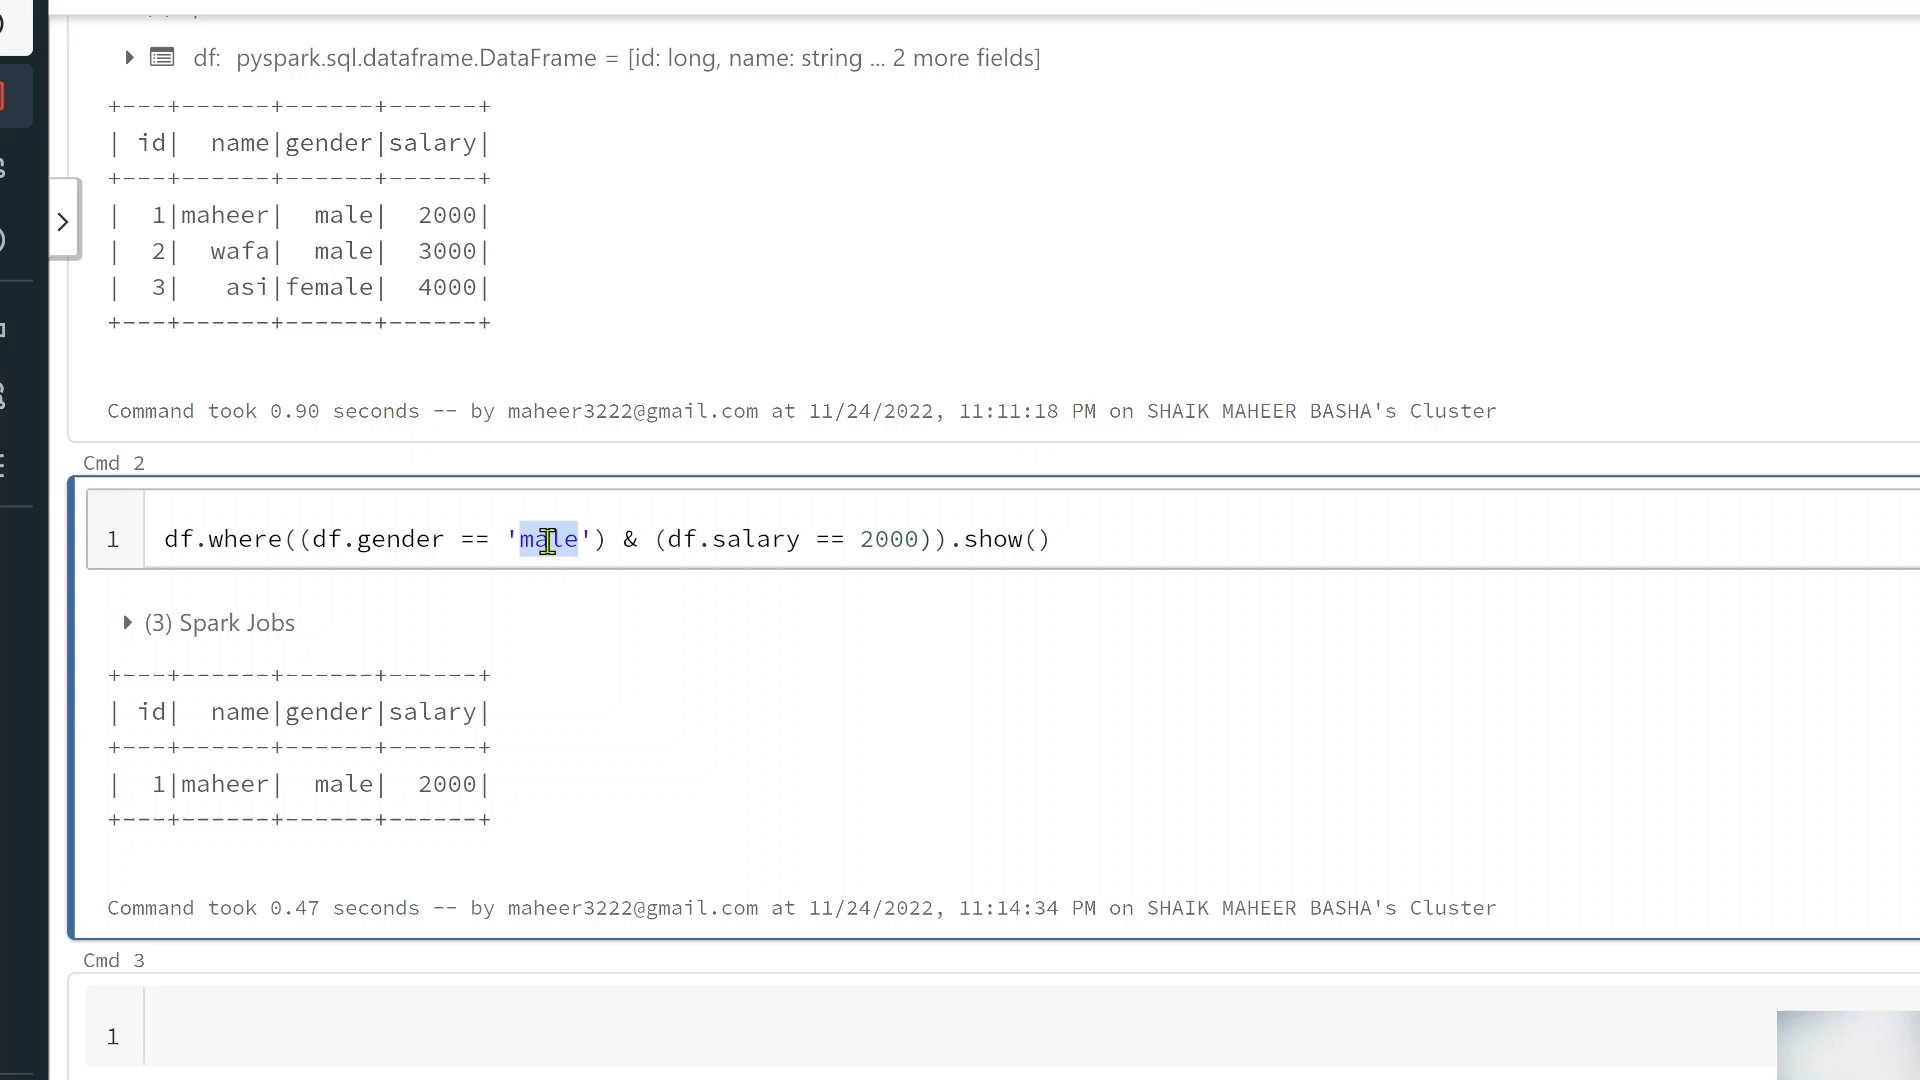 df: pyspark.sql.dataframe.DataFrame = [id: long, name: string ... 2 more fields]
+---+------+------+------+
| id|  name|gender|salary|
+---+------+------+------+
|  1|maheer|  male|  2000|
|  2|  wafa|  male|  3000|
|  3|   asi|female|  4000|
+---+------+------+------+
Command took 0.90 seconds -- by maheer3222@gmail.com at 11/24/2022, 11:11:18 PM on SHAIK MAHEER BASHA's Cluster
Cmd 2
1 df.where((df.gender == 'male') & (df.salary == 2000)).show()
(3) Spark Jobs
+---+------+------+------+
| id|  name|gender|salary|
+---+------+------+------+
|  1|maheer|  male|  2000|
+---+------+------+------+
Command took 0.47 seconds -- by maheer3222@gmail.com at 11/24/2022, 11:14:34 PM on SHAIK MAHEER BASHA's Cluster
Cmd 3
1